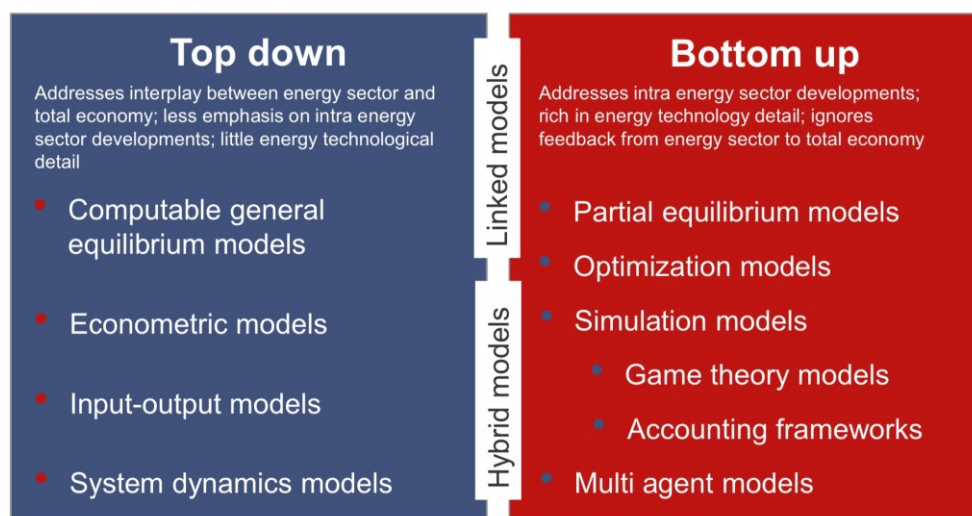 Top down
Addresses interplay between energy sector and
total economy; less emphasis on intra energy
sector developments; little energy technological
detail
Computable general
equilibrium models
Econometric models
Input-output models
System dynamics models
Linked models
Hybrid models
Bottom up
Addresses intra energy sector developments;
rich in energy technology detail; ignores
feedback from energy sector to total economy
Partial equilibrium models
Optimization models
Simulation models
Game theory models
Accounting frameworks
Multi agent models